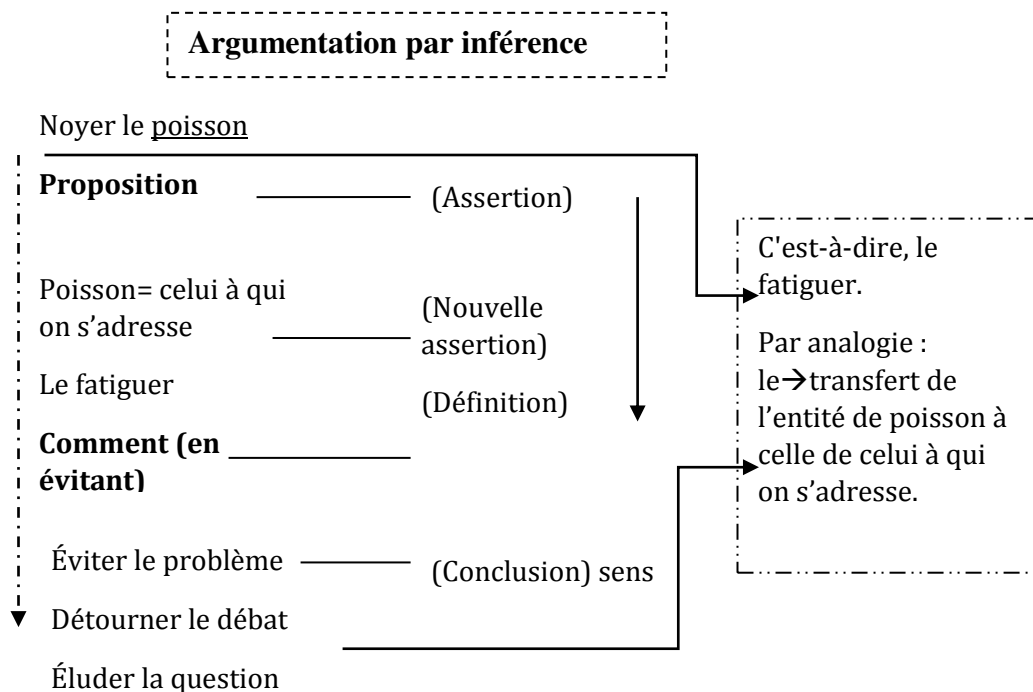 Argumentation par inférence
Noyer le poisson
Proposition
(Assertion)
Poisson= celui à qui
on s’adresse
(Nouvelle
assertion)
Le fatiguer
(Définition)
Comment (en
évitant)
Éviter le problème
(Conclusion) sens
Détourner le débat
Éluder la question
C'est-à-dire, le
fatiguer.
Par analogie :
le→transfert de
l’entité de poisson à
celle de celui à qui
on s’adresse.